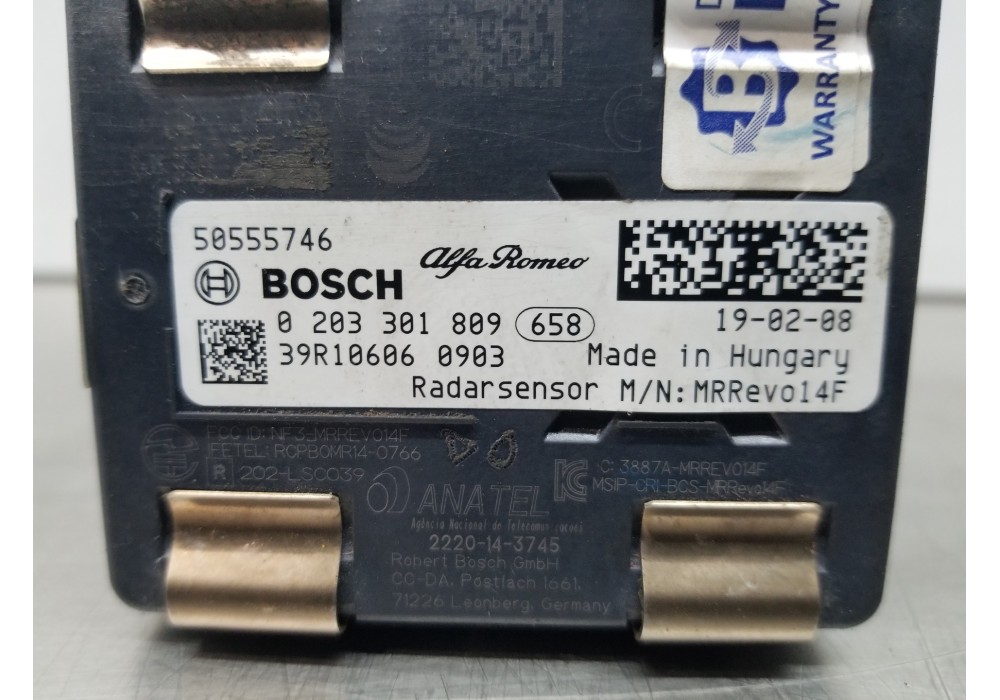 WARRANTY
50555746
Alfa Romeo
BOSCH
0 203 301 809 658
19-02-08
39R10606 0903
Made in Hungary
Radarsensor M/N: MRRevo14F
FCC ID: NF3-MRREVO14F
IFETEL: RCPBOMR14-0766
R 202-LSC039
IC: 3887A-MRREVO14F
MSIP-CRI-BCS-MRRevo14F
ANATEL
Agência Nacional de
2220-14-3745
Robert Bosch GmbH
CC-DA, Postfach 1661,
71226 Leonberg, Germany